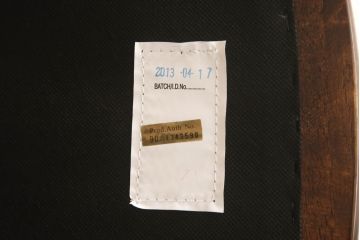 2013 -04- 17
BATCH/I.D.No.........
Prod.Auth No